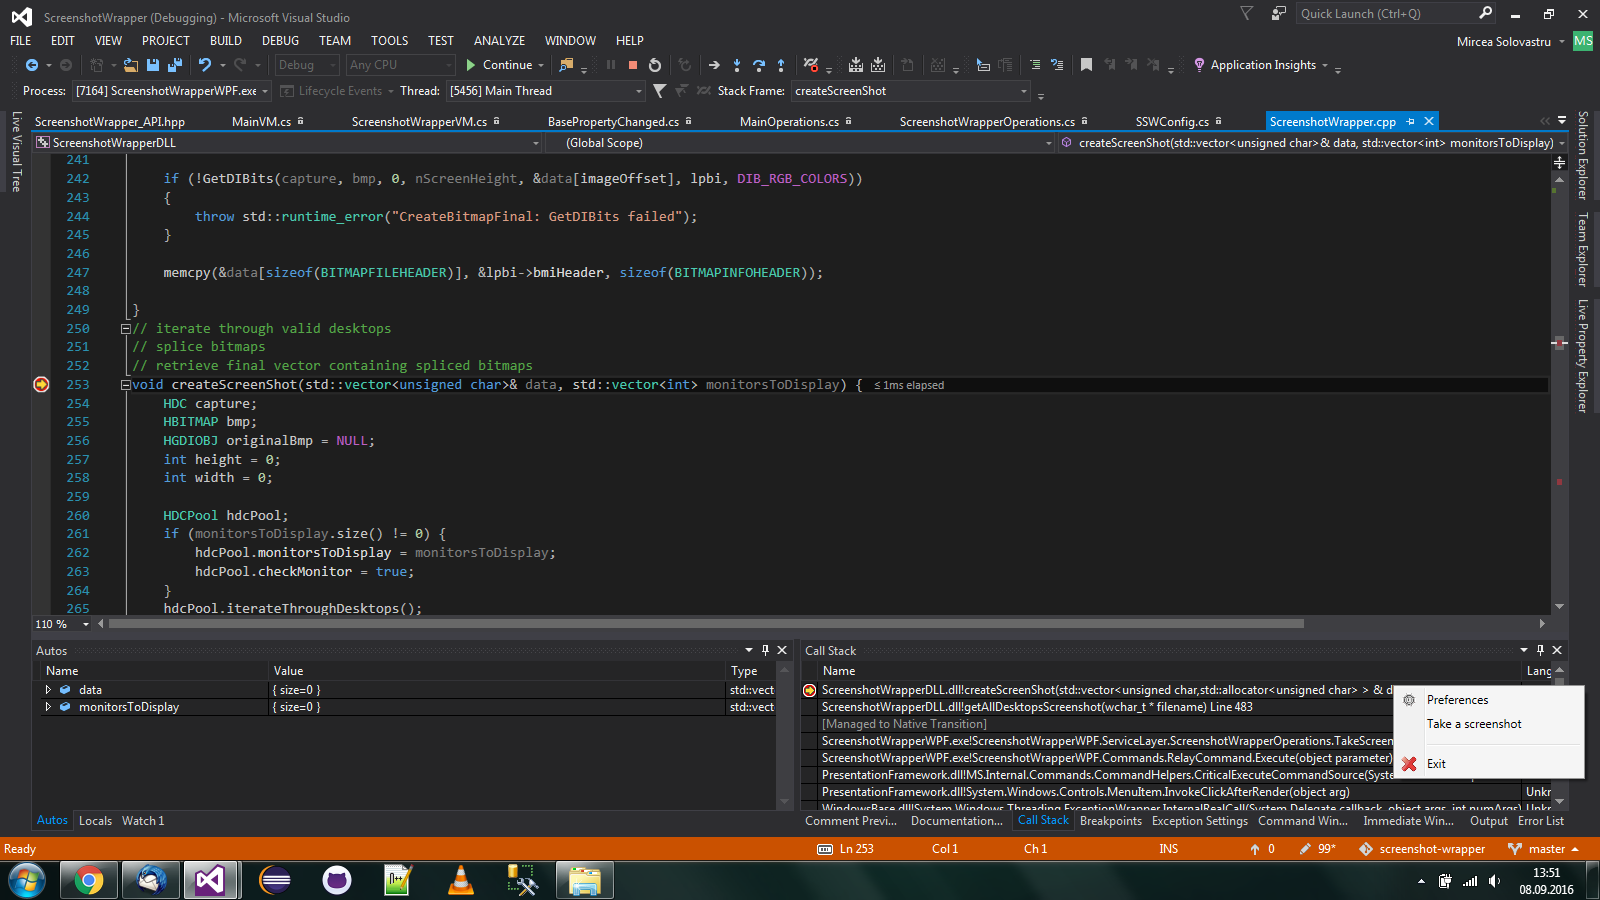 ScreenshotWrapper (Debugging) - Microsoft Visual Studio
Quick Launch (Ctrl+Q)
FILE EDIT VIEW PROJECT BUILD DEBUG TEAM TOOLS TEST ANALYZE WINDOW HELP
Mircea Solovastru MS
Debug Any CPU Continue Application Insights
Process: [7164] ScreenshotWrapperWPF.exe Lifecycle Events Thread: [5456] Main Thread Stack Frame: createScreenShot
Live Visual Tree
ScreenshotWrapper_API.hpp MainVM.cs ScreenshotWrapperVM.cs BasePropertyChanged.cs MainOperations.cs ScreenshotWrapperOperations.cs SSWConfig.cs ScreenshotWrapper.cpp
ScreenshotWrapperDLL (Global Scope) createScreenShot(std::vector<unsigned char>& data, std::vector<int> monitorsToDisplay)
241
242 if (!GetDIBits(capture, bmp, 0, nScreenHeight, &data[imageOffset], lpbi, DIB_RGB_COLORS))
243 {
244 throw std::runtime_error("CreateBitmapFinal: GetDIBits failed");
245 }
246
247 memcpy(&data[sizeof(BITMAPFILEHEADER)], &lpbi->bmiHeader, sizeof(BITMAPINFOHEADER));
248
249 }
250 // iterate through valid desktops
251 // splice bitmaps
252 // retrieve final vector containing spliced bitmaps
253 void createScreenShot(std::vector<unsigned char>& data, std::vector<int> monitorsToDisplay) { ≤ 1ms elapsed
254 HDC capture;
255 HBITMAP bmp;
256 HGDIOBJ originalBmp = NULL;
257 int height = 0;
258 int width = 0;
259
260 HDCPool hdcPool;
261 if (monitorsToDisplay.size() != 0) {
262 hdcPool.monitorsToDisplay = monitorsToDisplay;
263 hdcPool.checkMonitor = true;
264 }
265 hdcPool.iterateThroughDesktops();
110 %
Solution Explorer
Team Explorer
Live Property Explorer
Autos
Name Value Type
data { size=0 } std::vect
monitorsToDisplay { size=0 } std::vect
Autos Locals Watch 1
Call Stack
Name Lang
ScreenshotWrapperDLL.dll!createScreenShot(std::vector<unsigned char,std::allocator<unsigned char> > & d
ScreenshotWrapperDLL.dll!getAllDesktopsScreenshot(wchar_t * filename) Line 483
[Managed to Native Transition]
ScreenshotWrapperWPF.exe!ScreenshotWrapperWPF.ServiceLayer.ScreenshotWrapperOperations.TakeScreen
ScreenshotWrapperWPF.exe!ScreenshotWrapperWPF.Commands.RelayCommand.Execute(object parameter)
PresentationFramework.dll!MS.Internal.Commands.CommandHelpers.CriticalExecuteCommandSource(Syste
PresentationFramework.dll!System.Windows.Controls.MenuItem.InvokeClickAfterRender(object arg) Unkn
WindowsBase.dll!System.Windows.Threading.ExceptionWrapper.InternalRealCall(System.Delegate callback, object args, int numArgs) Unkn
Preferences
Take a screenshot
Exit
Comment Previ... Documentation... Call Stack Breakpoints Exception Settings Command Win... Immediate Win... Output Error List
Ready Ln 253 Col 1 Ch 1 INS 0 99* screenshot-wrapper master
13:51
08.09.2016